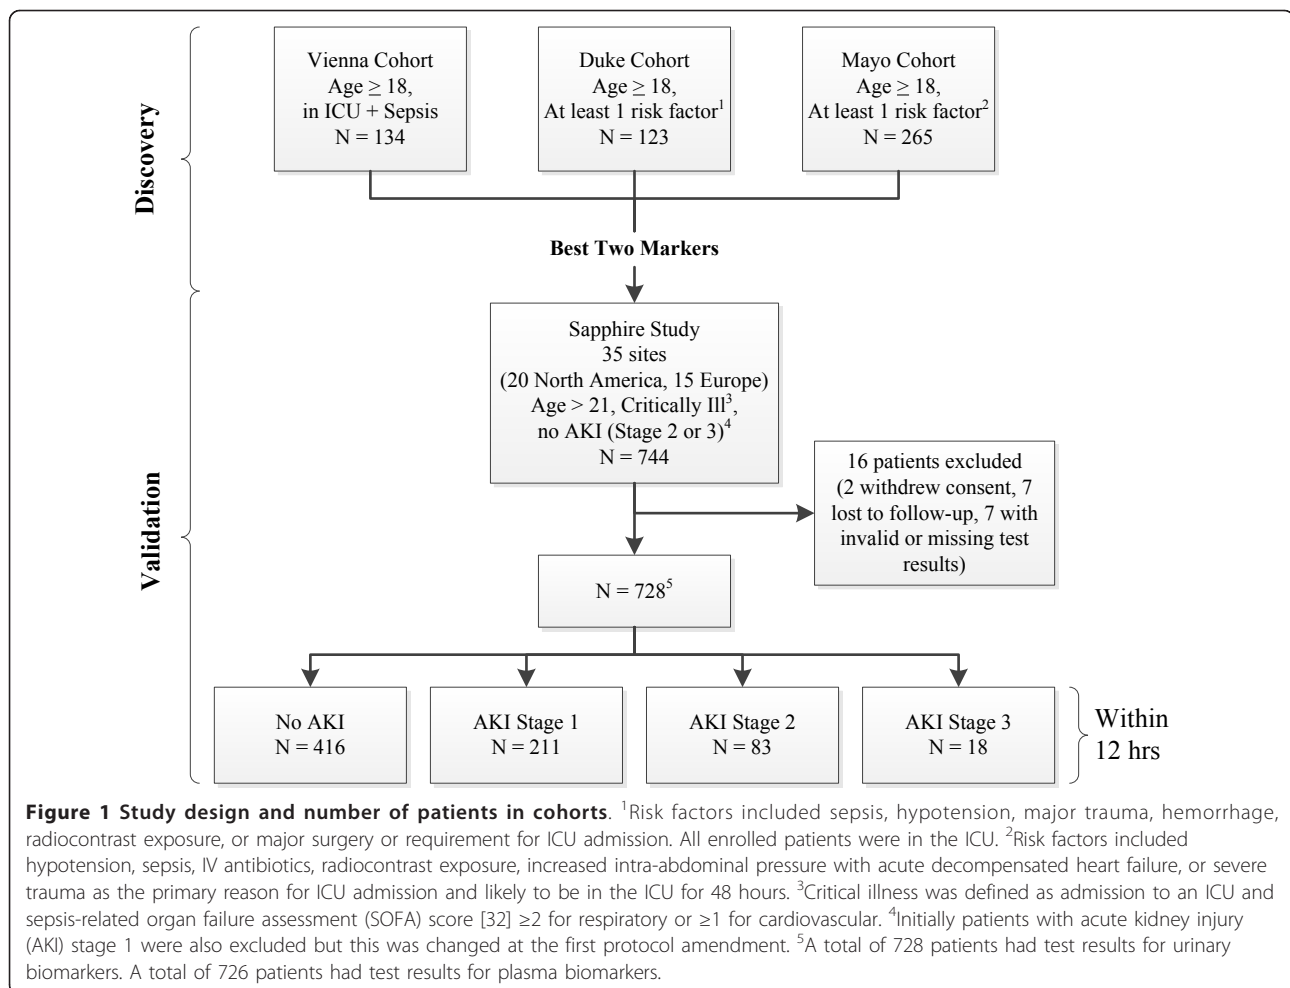 Discovery
Vienna Cohort
Age ≥ 18,
in ICU + Sepsis
N = 134
Duke Cohort
Age ≥ 18,
At least 1 risk factor¹
N = 123
Mayo Cohort
Age ≥ 18,
At least 1 risk factor²
N = 265
Best Two Markers
Validation
Sapphire Study
35 sites
(20 North America, 15 Europe)
Age > 21, Critically Ill³,
no AKI (Stage 2 or 3)⁴
N = 744
16 patients excluded
(2 withdrew consent, 7
lost to follow-up, 7 with
invalid or missing test
results)
N = 728⁵
No AKI
N = 416
AKI Stage 1
N = 211
AKI Stage 2
N = 83
AKI Stage 3
N = 18
Within
12 hrs
Figure 1 Study design and number of patients in cohorts. ¹Risk factors included sepsis, hypotension, major trauma, hemorrhage,
radiocontrast exposure, or major surgery or requirement for ICU admission. All enrolled patients were in the ICU. ²Risk factors included
hypotension, sepsis, IV antibiotics, radiocontrast exposure, increased intra-abdominal pressure with acute decompensated heart failure, or severe
trauma as the primary reason for ICU admission and likely to be in the ICU for 48 hours. ³Critical illness was defined as admission to an ICU and
sepsis-related organ failure assessment (SOFA) score [32] ≥2 for respiratory or ≥1 for cardiovascular. ⁴Initially patients with acute kidney injury
(AKI) stage 1 were also excluded but this was changed at the first protocol amendment. ⁵A total of 728 patients had test results for urinary
biomarkers. A total of 726 patients had test results for plasma biomarkers.